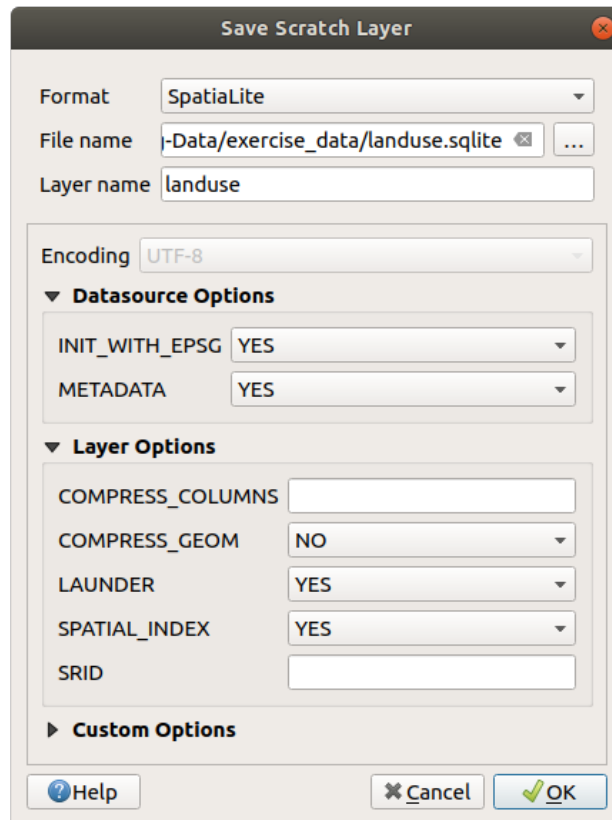 Save Scratch Layer
Format SpatiaLite
File name -Data/exercise_data/landuse.sqlite ...
Layer name landuse
Encoding UTF-8
Datasource Options
INIT_WITH_EPSG YES
METADATA YES
Layer Options
COMPRESS_COLUMNS
COMPRESS_GEOM NO
LAUNDER YES
SPATIAL_INDEX YES
SRID
Custom Options
Help Cancel OK